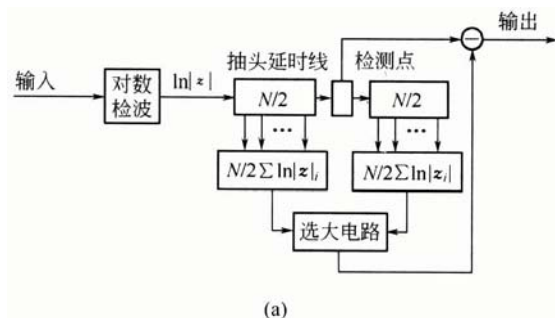 输入
对数
检波
ln|z|
抽头延时线
N/2
检测点
N/2
输出
N/2∑ln|z|ᵢ
N/2∑ln|zᵢ|
选大电路
(a)